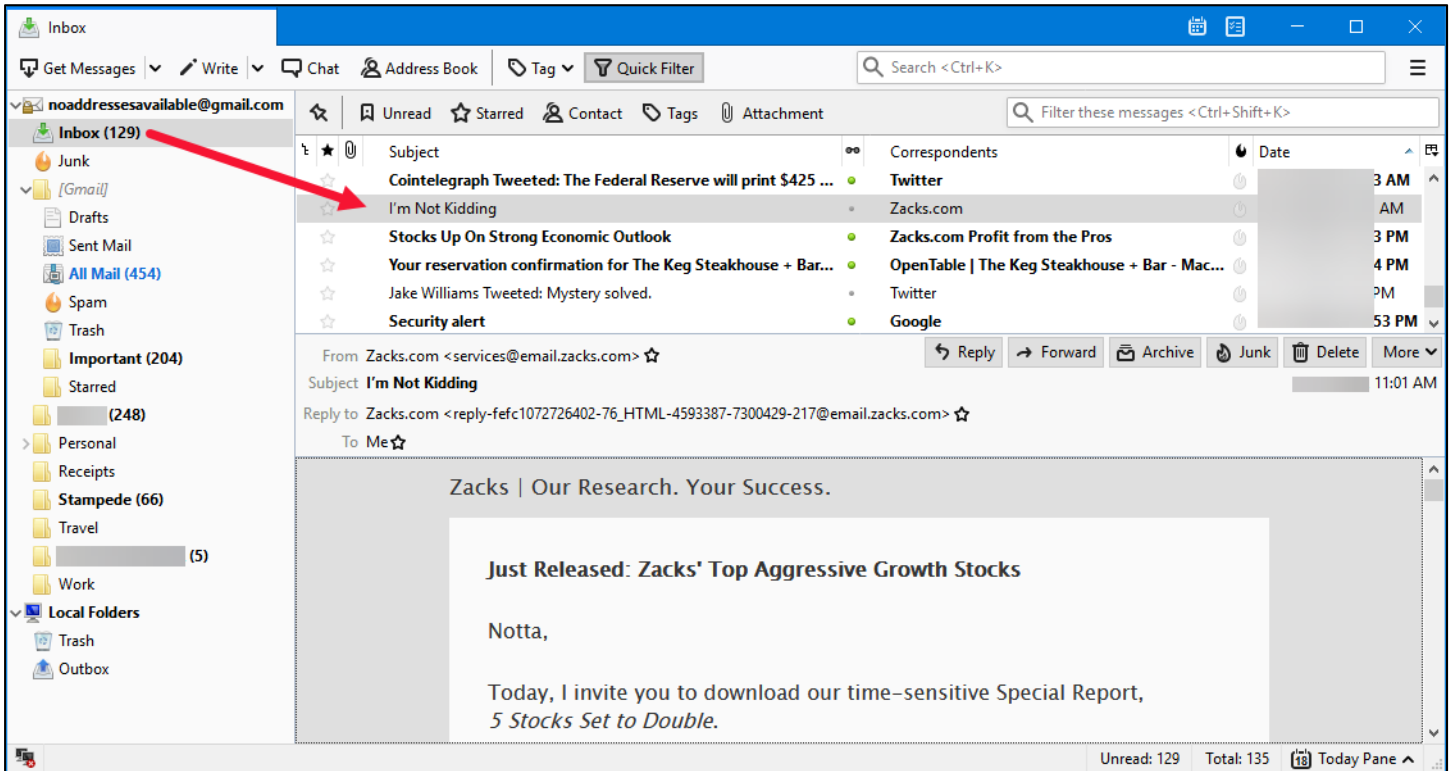 Inbox
Get Messages Write Chat Address Book Tag Quick Filter Search <Ctrl+K>
noaddressesavailable@gmail.com
Inbox (129)
Junk
[Gmail]
Drafts
Sent Mail
All Mail (454)
Spam
Trash
Important (204)
Starred
(248)
Personal
Receipts
Stampede (66)
Travel
(5)
Work
Local Folders
Trash
Outbox
Unread Starred Contact Tags Attachment Filter these messages <Ctrl+Shift+K>
Subject Correspondents Date
Cointelegraph Tweeted: The Federal Reserve will print $425 ... Twitter 3 AM
I'm Not Kidding Zacks.com AM
Stocks Up On Strong Economic Outlook Zacks.com Profit from the Pros 3 PM
Your reservation confirmation for The Keg Steakhouse + Bar... OpenTable | The Keg Steakhouse + Bar - Mac... 4 PM
Jake Williams Tweeted: Mystery solved. Twitter PM
Security alert Google 53 PM
From Zacks.com <services@email.zacks.com> Reply Forward Archive Junk Delete More
Subject I'm Not Kidding 11:01 AM
Reply to Zacks.com <reply-fefc1072726402-76_HTML-4593387-7300429-217@email.zacks.com>
To Me
Zacks | Our Research. Your Success.
Just Released: Zacks' Top Aggressive Growth Stocks
Notta,
Today, I invite you to download our time-sensitive Special Report,
5 Stocks Set to Double.
Unread: 129 Total: 135 18 Today Pane